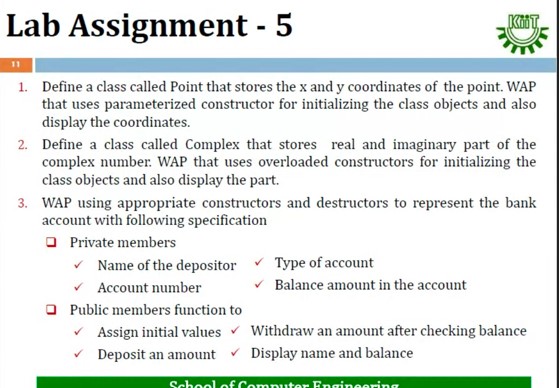 Lab Assignment - 5
KiiT
11
1. Define a class called Point that stores the x and y coordinates of the point. WAP
that uses parameterized constructor for initializing the class objects and also
display the coordinates.
2. Define a class called Complex that stores real and imaginary part of the
complex number. WAP that uses overloaded constructors for initializing the
class objects and also display the part.
3. WAP using appropriate constructors and destructors to represent the bank
account with following specification
❑ Private members
✓ Name of the depositor ✓ Type of account
✓ Account number ✓ Balance amount in the account
❑ Public members function to
✓ Assign initial values ✓ Withdraw an amount after checking balance
✓ Deposit an amount ✓ Display name and balance
School of Computer Engineering